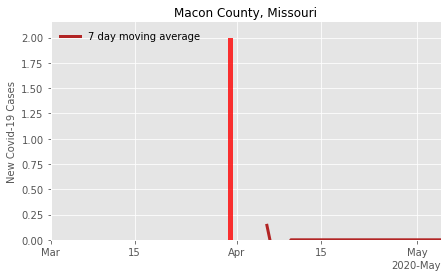 Macon County, Missouri
7 day moving average
New Covid-19 Cases
2.00
1.75
1.50
1.25
1.00
0.75
0.50
0.25
0.00
Mar
15
Apr
15
May
2020-May